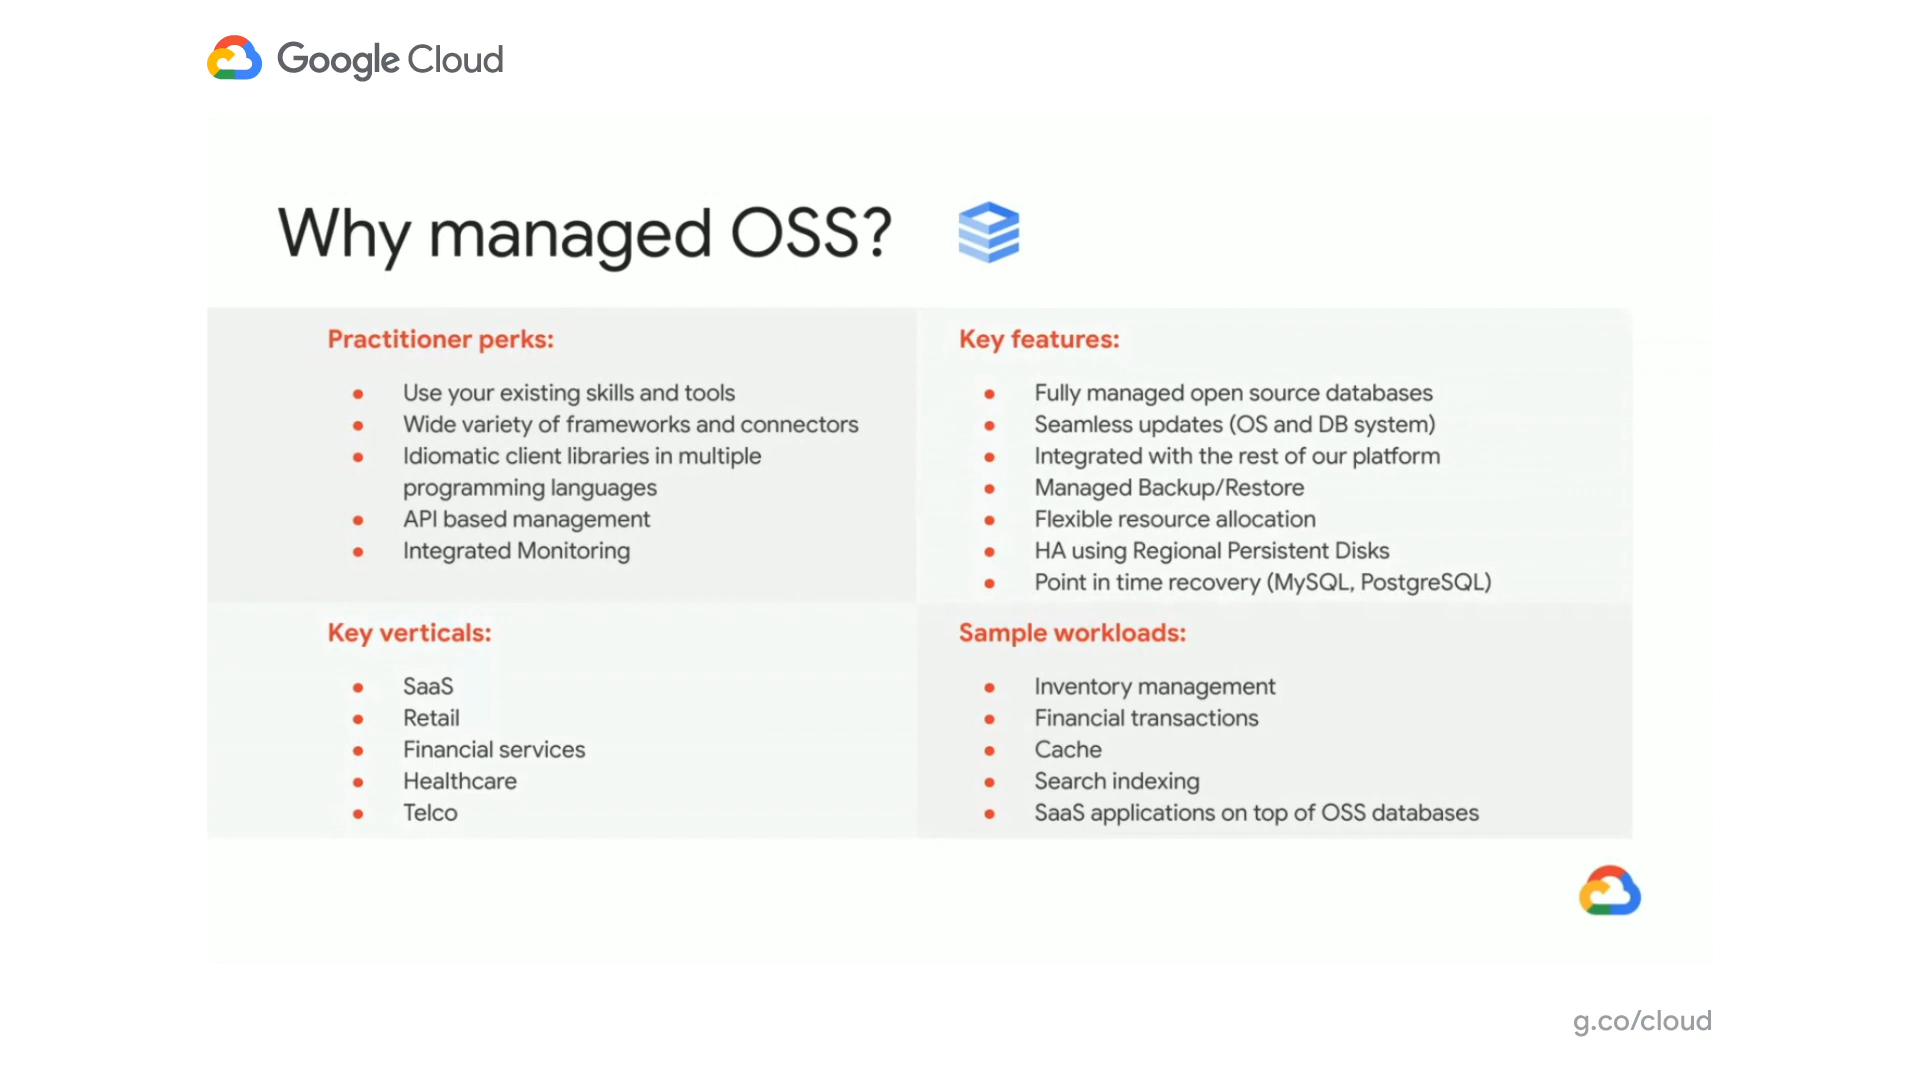 Google Cloud
Why managed OSS?
Practitioner perks:
Use your existing skills and tools
Wide variety of frameworks and connectors
Idiomatic client libraries in multiple
programming languages
API based management
Integrated Monitoring
Key features:
Fully managed open source databases
Seamless updates (OS and DB system)
Integrated with the rest of our platform
Managed Backup/Restore
Flexible resource allocation
HA using Regional Persistent Disks
Point in time recovery (MySQL, PostgreSQL)
Key verticals:
SaaS
Retail
Financial services
Healthcare
Telco
Sample workloads:
Inventory management
Financial transactions
Cache
Search indexing
SaaS applications on top of OSS databases
g.co/cloud